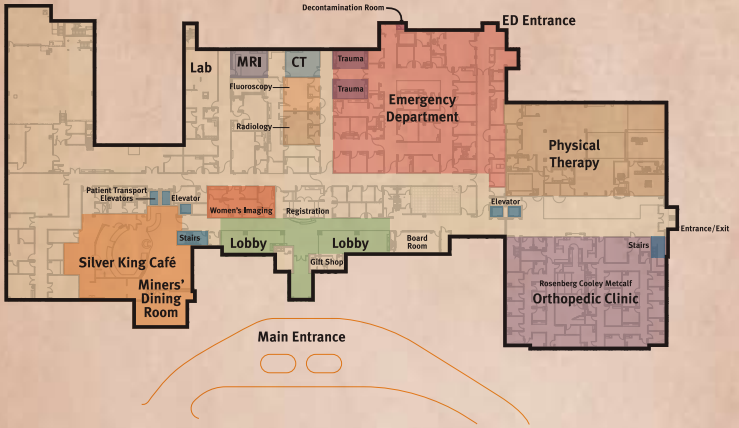 Decontamination Room
ED Entrance
Lab
MRI
CT
Trauma
Fluoroscopy
Trauma
Emergency
Department
Radiology
Physical
Therapy
Patient Transport
Elevators
Elevator
Women's Imaging
Registration
Elevator
Entrance/Exit
Stairs
Lobby
Lobby
Board
Room
Stairs
Silver King Café
Gift Shop
Miners'
Dining
Room
Rosenberg Cooley Metcalf
Orthopedic Clinic
Main Entrance